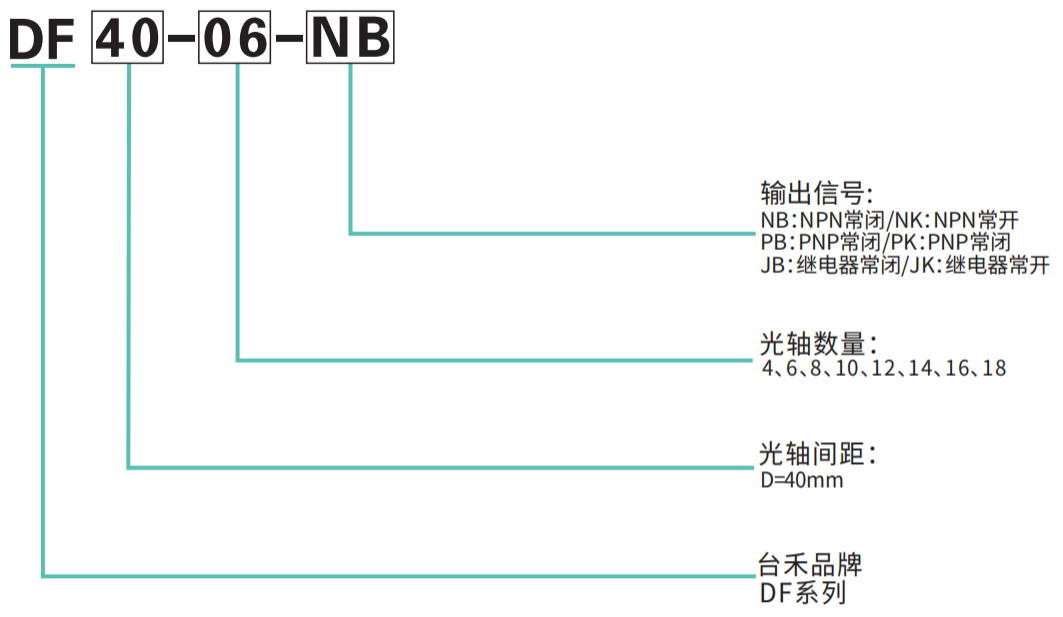 DF 40-06-NB
输出信号:
NB:NPN常闭/NK:NPN常开
PB:PNP常闭/PK:PNP常闭
JB:继电器常闭/JK:继电器常开
光轴数量:
4、6、8、10、12、14、16、18
光轴间距:
D=40mm
台禾品牌
DF系列